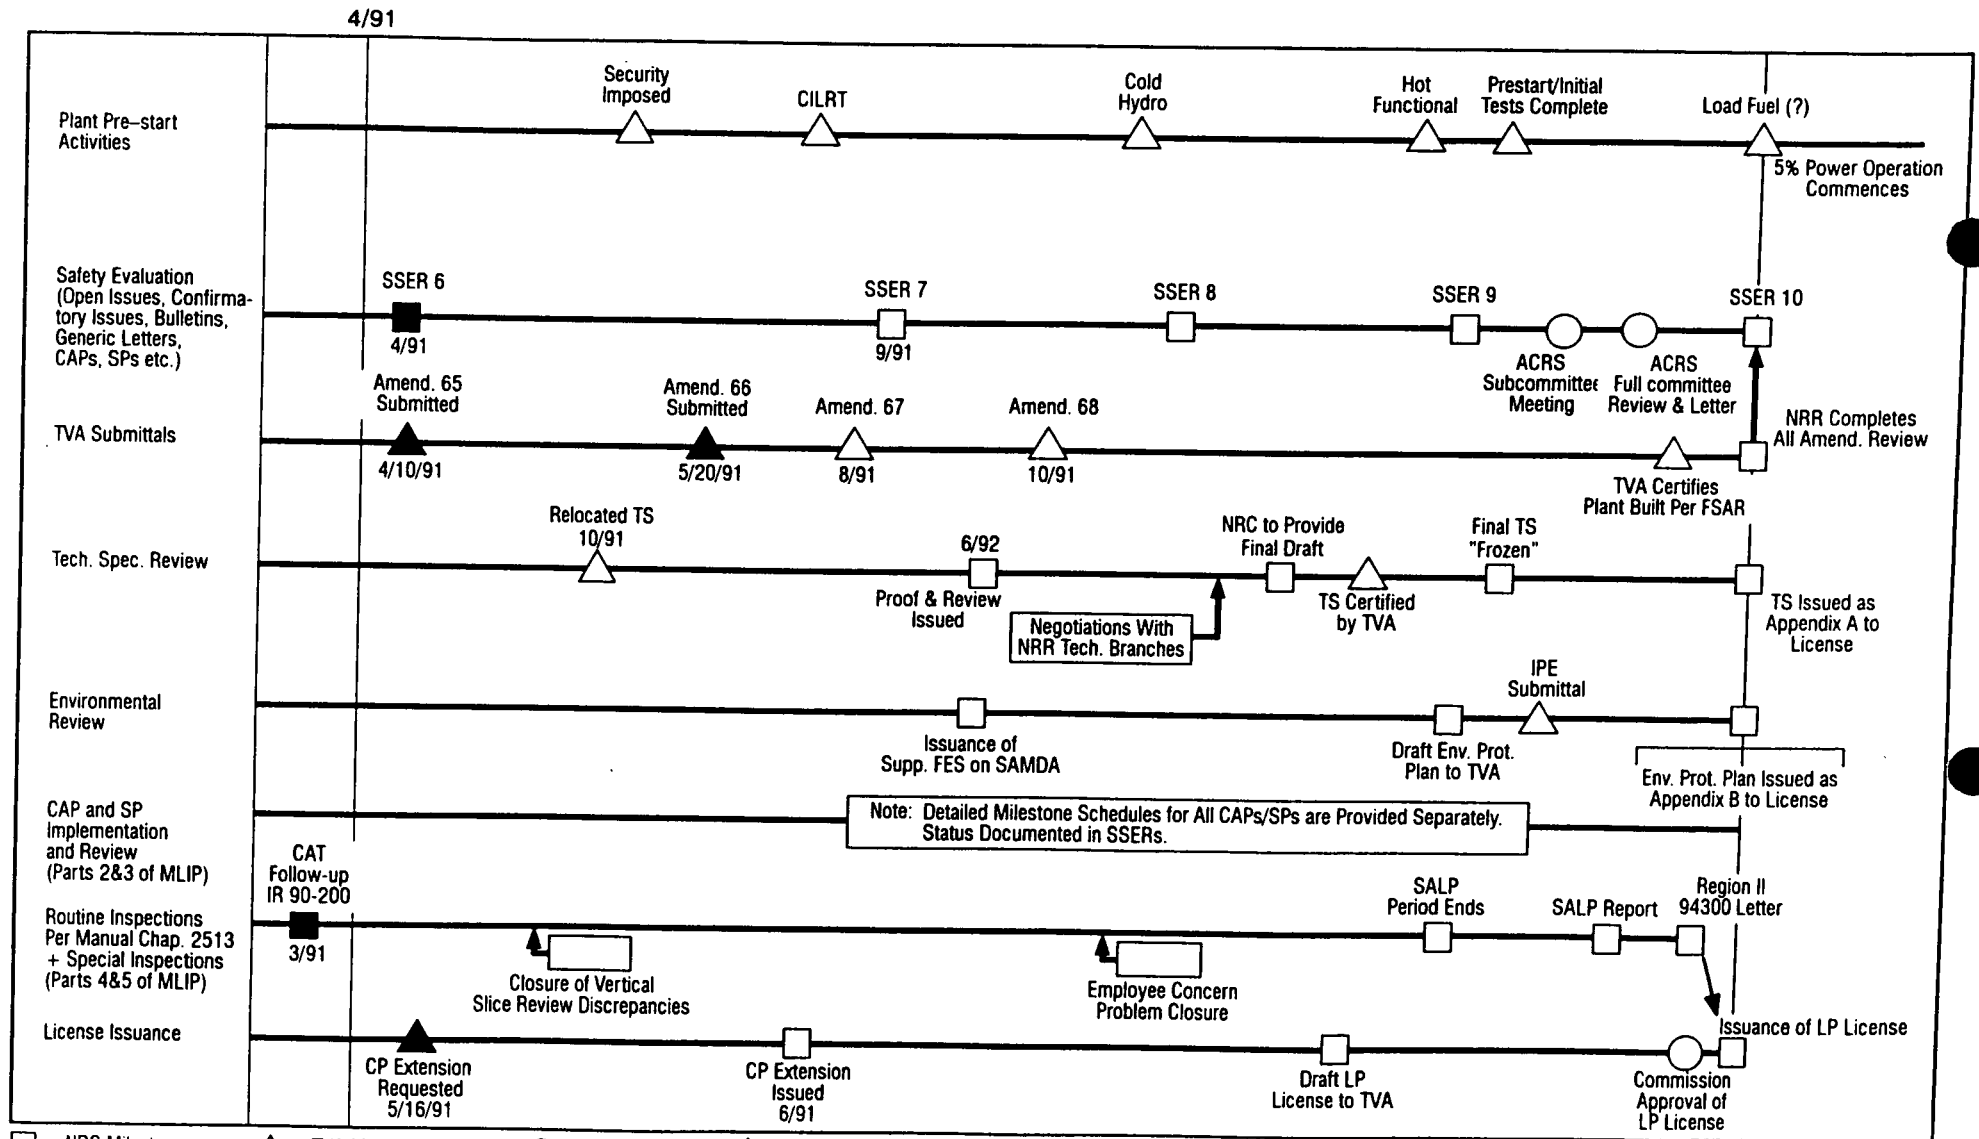 4/91
Plant Pre-start
Activities
Security
Imposed
CILRT
Cold
Hydro
Hot
Functional
Prestart/Initial
Tests Complete
Load Fuel (?)
5% Power Operation
Commences
Safety Evaluation
(Open Issues, Confirma-
tory Issues, Bulletins,
Generic Letters,
CAPs, SPs etc.)
SSER 6
4/91
SSER 7
9/91
SSER 8
SSER 9
ACRS
Subcommittee
Meeting
ACRS
Full committee
Review & Letter
SSER 10
TVA Submittals
Amend. 65
Submitted
4/10/91
Amend. 66
Submitted
5/20/91
Amend. 67
8/91
Amend. 68
10/91
TVA Certifies
Plant Built Per FSAR
NRR Completes
All Amend. Review
Tech. Spec. Review
Relocated TS
10/91
6/92
Proof & Review
Issued
Negotiations With
NRR Tech. Branches
NRC to Provide
Final Draft
TS Certified
by TVA
Final TS
"Frozen"
TS Issued as
Appendix A to
License
Environmental
Review
Issuance of
Supp. FES on SAMDA
Draft Env. Prot.
Plan to TVA
IPE
Submittal
Env. Prot. Plan Issued as
Appendix B to License
CAP and SP
Implementation
and Review
(Parts 2&3 of MLIP)
Note: Detailed Milestone Schedules for All CAPs/SPs are Provided Separately.
Status Documented in SSERs.
Routine Inspections
Per Manual Chap. 2513
+ Special Inspections
(Parts 4&5 of MLIP)
CAT
Follow-up
IR 90-200
3/91
Closure of Vertical
Slice Review Discrepancies
Employee Concern
Problem Closure
SALP
Period Ends
SALP Report
Region II
94300 Letter
License Issuance
CP Extension
Requested
5/16/91
CP Extension
Issued
6/91
Draft LP
License to TVA
Commission
Approval of
LP License
Issuance of LP License